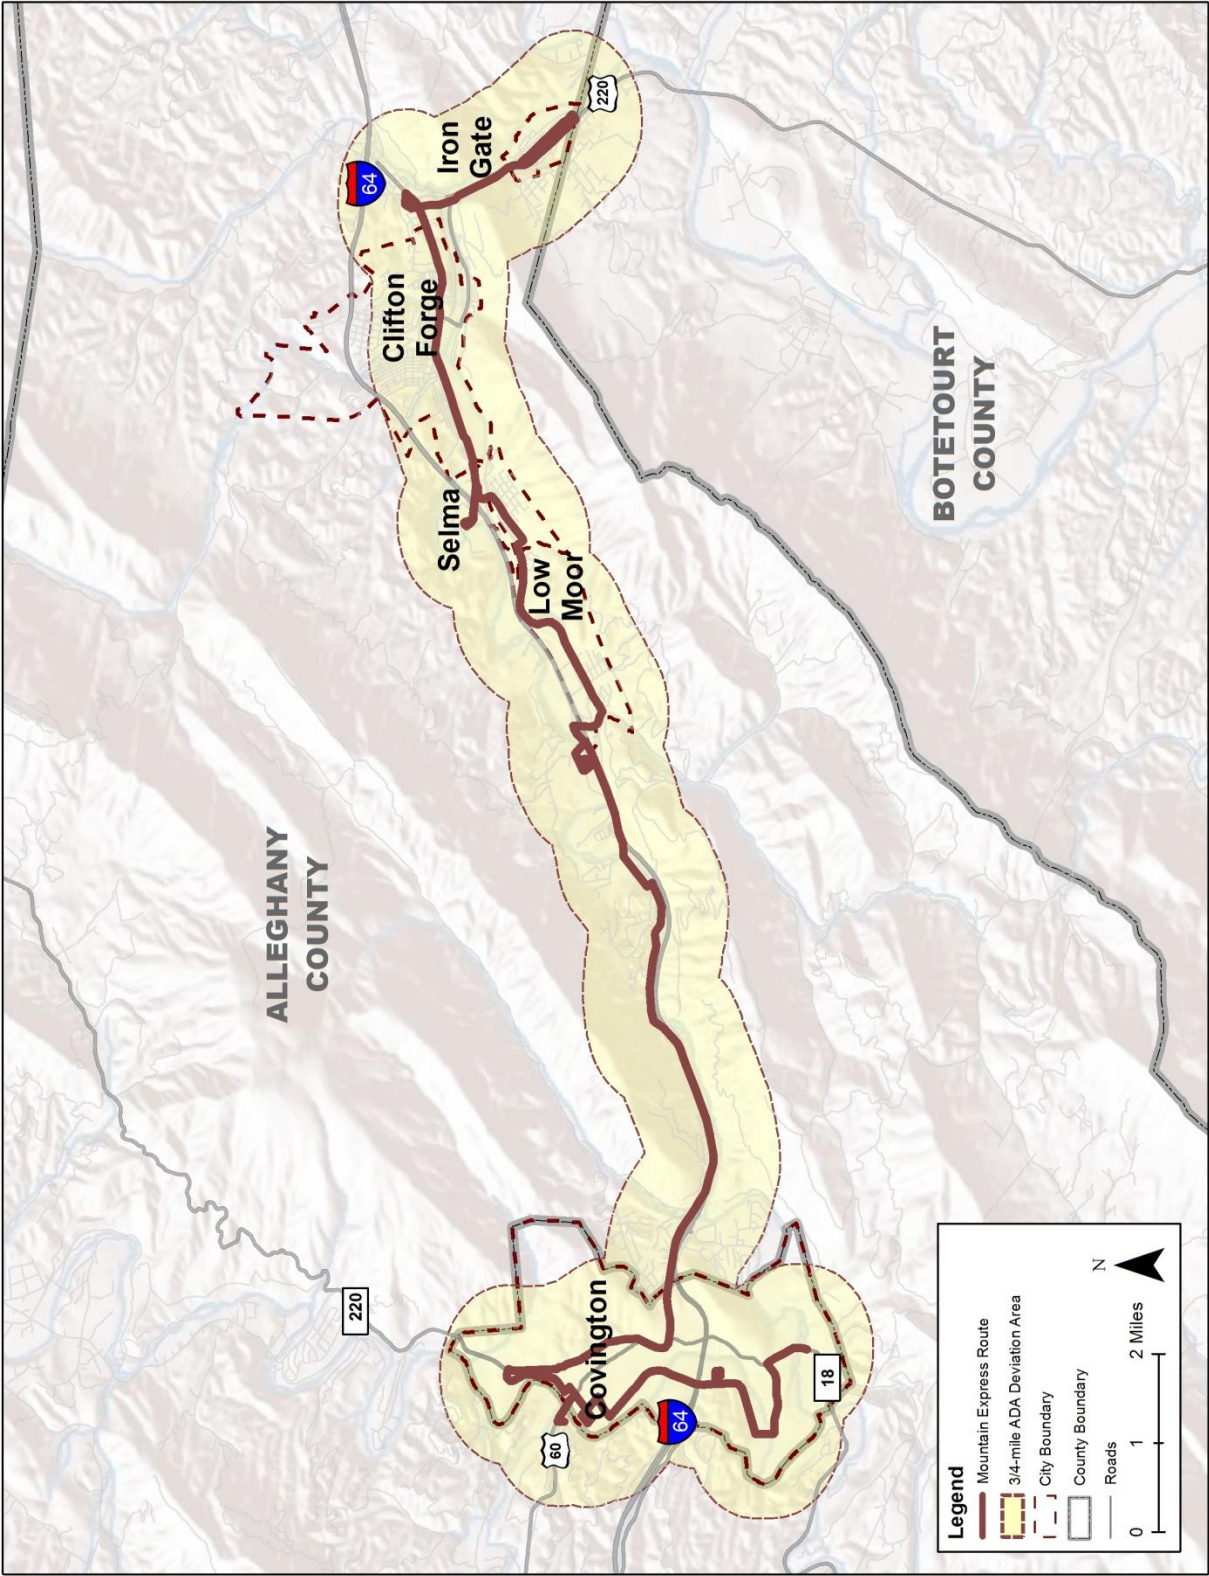 ALLEGHANY
COUNTY
BOTETOURT
COUNTY
220
60
64
18
Covington
Low
Moor
Selma
Clifton
Forge
64
Iron
Gate
220
Legend
Mountain Express Route
3/4-mile ADA Deviation Area
City Boundary
County Boundary
Roads
0 1 2 Miles
N